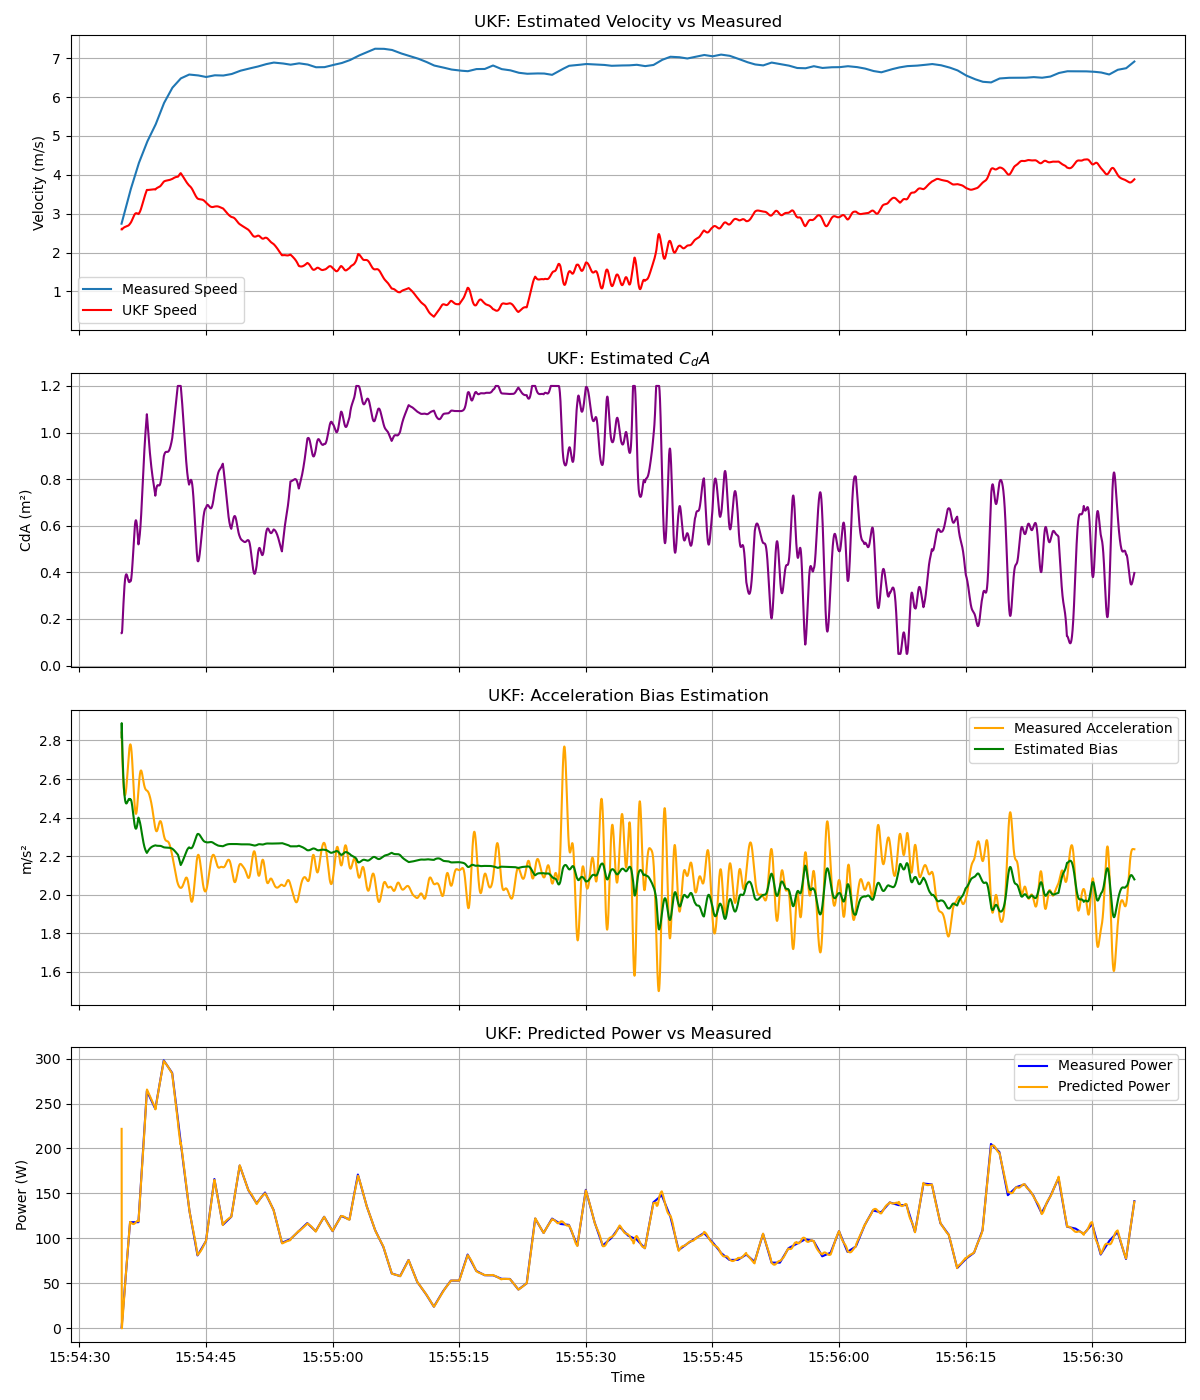 UKF: Estimated Velocity vs Measured
7
6
5
4
3
2
1
Velocity (m/s)
Measured Speed
UKF Speed
UKF: Estimated CdA
1.2
1.0
0.8
0.6
0.4
0.2
0.0
CdA (m²)
UKF: Acceleration Bias Estimation
2.8
2.6
2.4
2.2
2.0
1.8
1.6
m/s²
Measured Acceleration
Estimated Bias
UKF: Predicted Power vs Measured
300
250
200
150
100
50
0
Power (W)
Measured Power
Predicted Power
15:54:30 15:54:45 15:55:00 15:55:15 15:55:30 15:55:45 15:56:00 15:56:15 15:56:30
Time